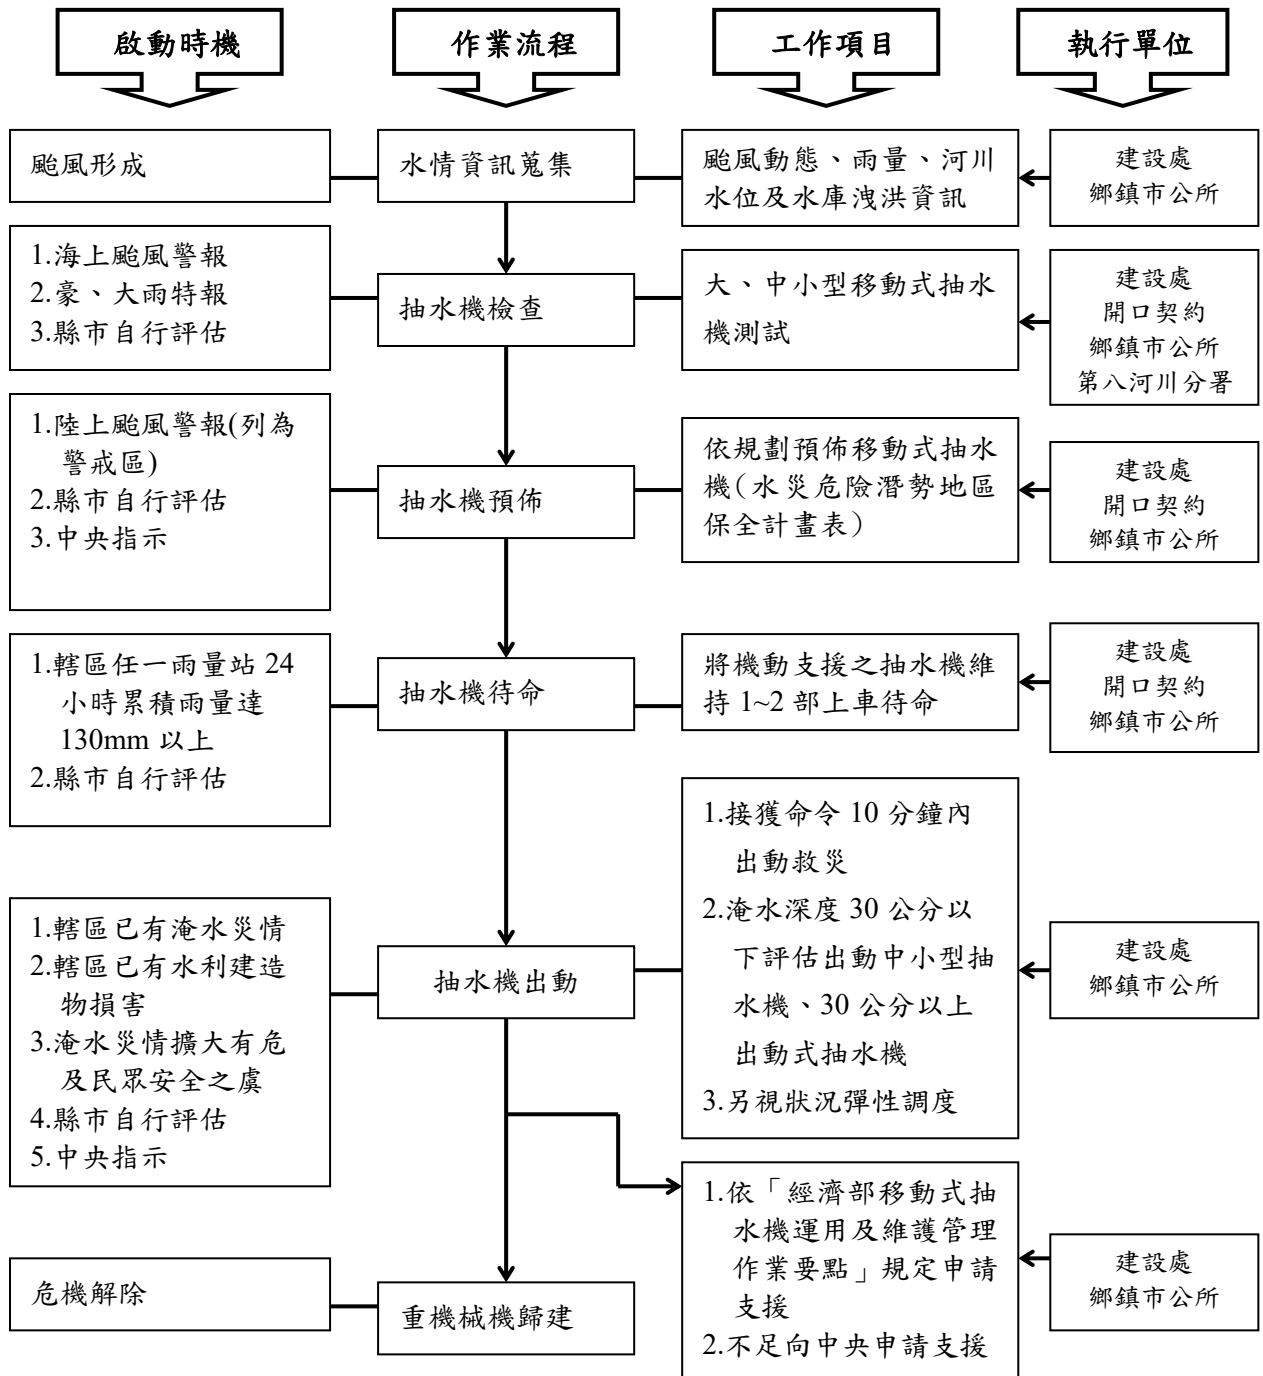 啟動時機
作業流程
工作項目
執行單位
颱風形成
水情資訊蒐集
颱風動態、雨量、河川
水位及水庫洩洪資訊
建設處
鄉鎮市公所
1.海上颱風警報
2.豪、大雨特報
3.縣市自行評估
抽水機檢查
大、中小型移動式抽水
機測試
建設處
開口契約
鄉鎮市公所
第八河川分署
1.陸上颱風警報(列為
警戒區)
2.縣市自行評估
3.中央指示
抽水機預佈
依規劃預佈移動式抽水
機(水災危險潛勢地區
保全計畫表)
建設處
開口契約
鄉鎮市公所
1.轄區任一雨量站 24
小時累積雨量達
130mm 以上
2.縣市自行評估
抽水機待命
將機動支援之抽水機維
持 1~2 部上車待命
建設處
開口契約
鄉鎮市公所
1.轄區已有淹水災情
2.轄區已有水利建造
物損害
3.淹水災情擴大有危
及民眾安全之虞
4.縣市自行評估
5.中央指示
抽水機出動
1.接獲命令 10 分鐘內
出動救災
2.淹水深度 30 公分以
下評估出動中小型抽
水機、30 公分以上
出動式抽水機
3.另視狀況彈性調度
建設處
鄉鎮市公所
危機解除
重機械機歸建
1.依「經濟部移動式抽
水機運用及維護管理
作業要點」規定申請
支援
2.不足向中央申請支援
建設處
鄉鎮市公所